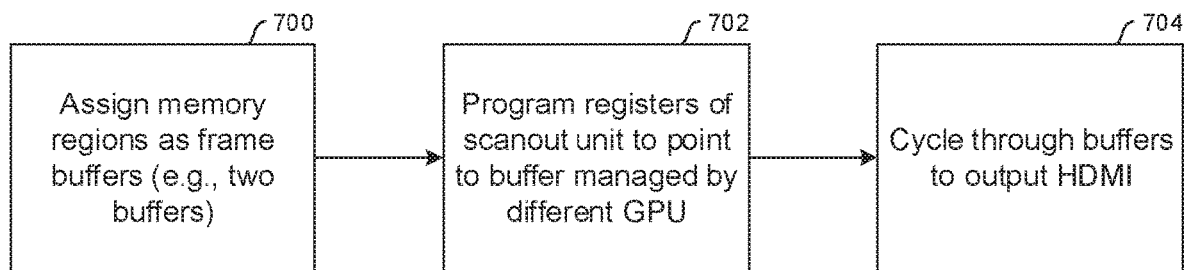 700
Assign memory
regions as frame
buffers (e.g., two
buffers)
702
Program registers of
scanout unit to point
to buffer managed by
different GPU
704
Cycle through buffers
to output HDMI